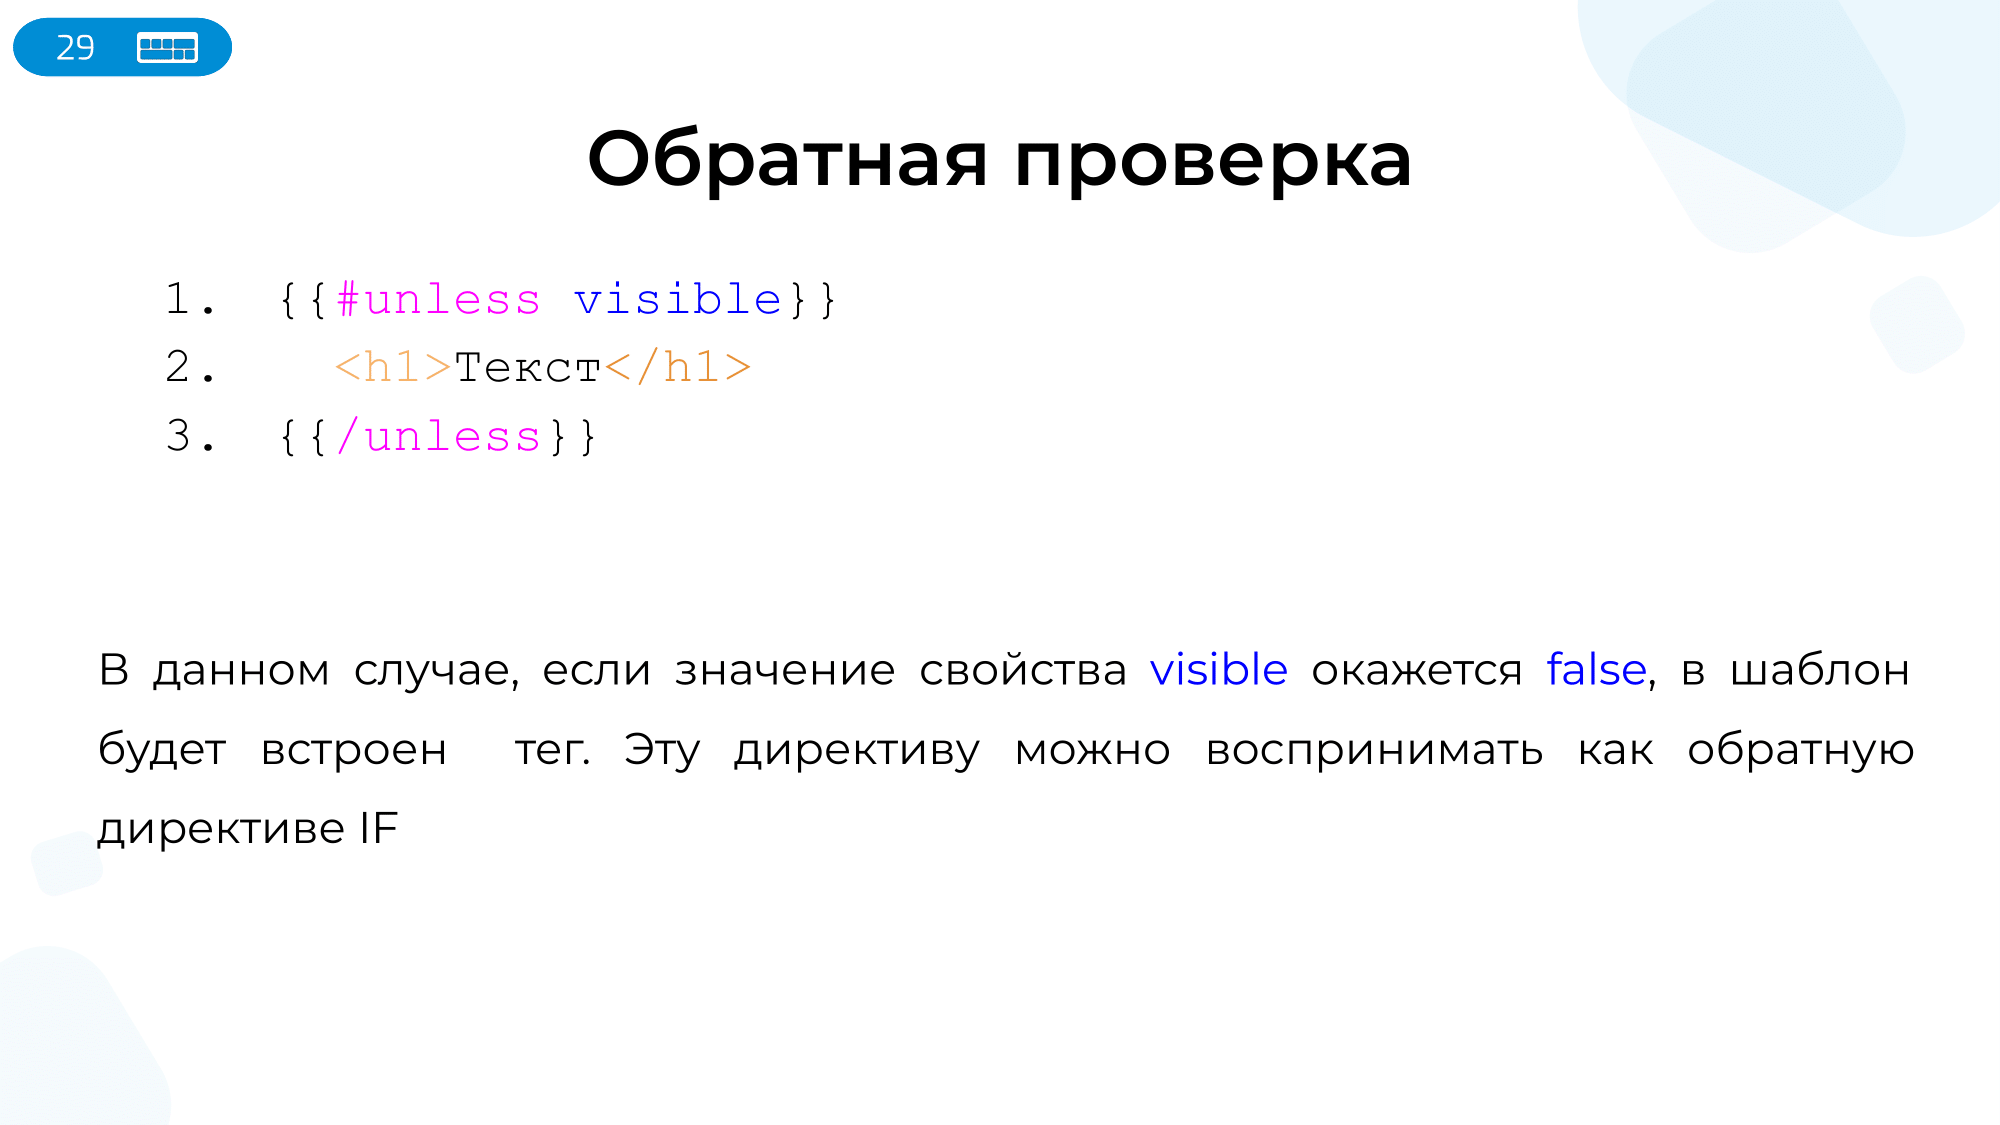 29
Обратная проверка
1. {{#unless visible}}
2. <h1>Текст</h1>
3. {{/unless}}
В данном случае, если значение свойства visible окажется false, в шаблон
будет встроен тег. Эту директиву можно воспринимать как обратную
директиве IF